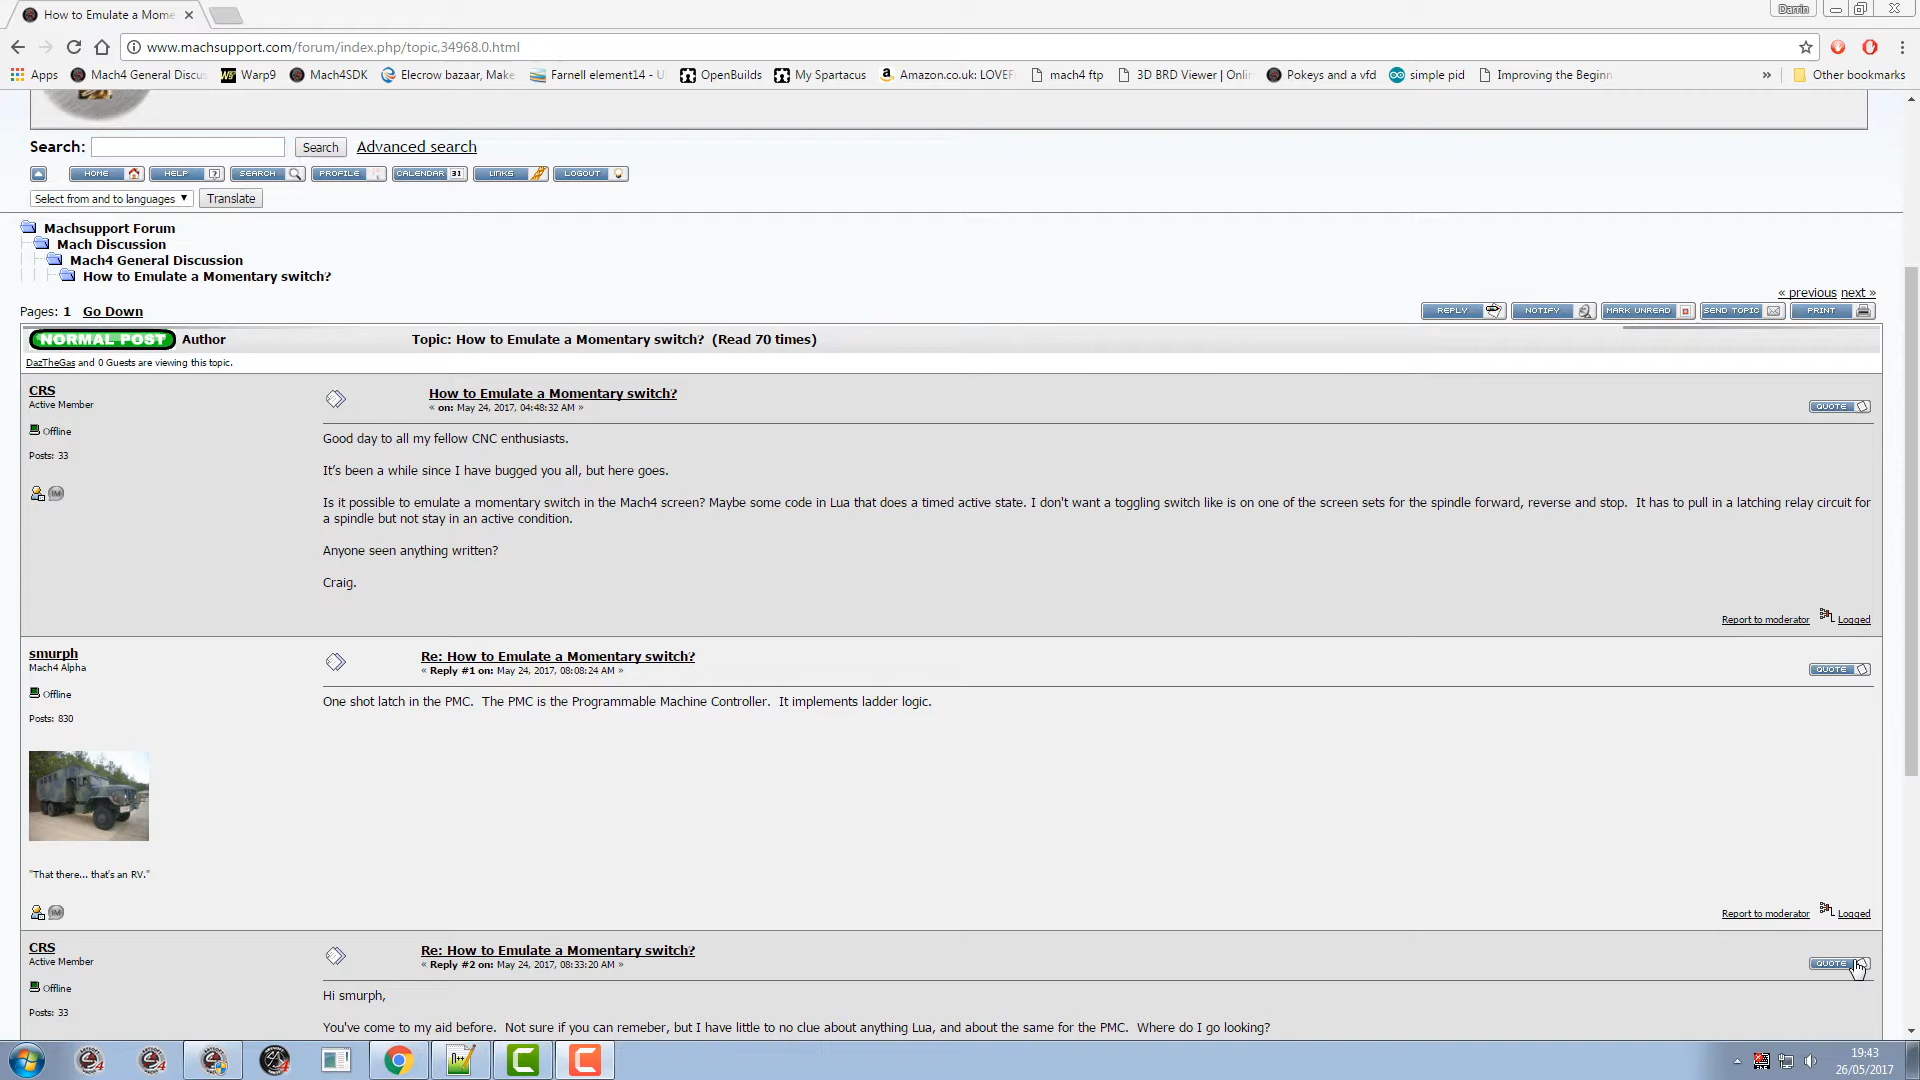 How to Emulate a Mome
Darrin
www.machsupport.com/forum/index.php/topic,34968.0.html
Apps Mach4 General Discus Warp9 Mach4SDK Elecrow bazaar, Make Farnell element14 - U OpenBuilds My Spartacus Amazon.co.uk: LOVEF mach4 ftp 3D BRD Viewer | Onli Pokeys and a vfd simple pid Improving the Beginn » Other bookmarks
Search: Search Advanced search
HOME HELP SEARCH PROFILE CALENDAR 31 LINKS LOGOUT
Select from and to languages Translate
Machsupport Forum
Mach Discussion
Mach4 General Discussion
How to Emulate a Momentary switch?
« previous next »
Pages: 1 Go Down REPLY NOTIFY MARK UNREAD SEND TOPIC PRINT
NORMAL POST Author Topic: How to Emulate a Momentary switch? (Read 70 times)
DazTheGas and 0 Guests are viewing this topic.
CRS How to Emulate a Momentary switch?
Active Member « on: May 24, 2017, 04:48:32 AM » QUOTE
Offline
Posts: 33
Good day to all my fellow CNC enthusiasts.
It's been a while since I have bugged you all, but here goes.
Is it possible to emulate a momentary switch in the Mach4 screen? Maybe some code in Lua that does a timed active state. I don't want a toggling switch like is on one of the screen sets for the spindle forward, reverse and stop. It has to pull in a latching relay circuit for
a spindle but not stay in an active condition.
Anyone seen anything written?
Craig.
Report to moderator Logged
smurph Re: How to Emulate a Momentary switch?
Mach4 Alpha « Reply #1 on: May 24, 2017, 08:08:24 AM » QUOTE
Offline
Posts: 830
One shot latch in the PMC. The PMC is the Programmable Machine Controller. It implements ladder logic.
"That there... that's an RV."
Report to moderator Logged
CRS Re: How to Emulate a Momentary switch?
Active Member « Reply #2 on: May 24, 2017, 08:33:20 AM » QUOTE
Offline
Posts: 33
Hi smurph,
You've come to my aid before. Not sure if you can remeber, but I have little to no clue about anything Lua, and about the same for the PMC. Where do I go looking?
19:43
26/05/2017